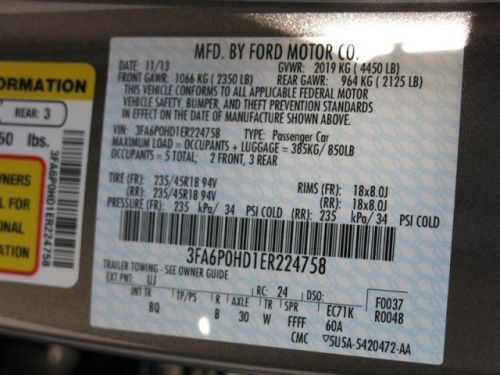 MFD. BY FORD MOTOR CO.
DATE: 11/13 GVWR: 2019 KG ( 4450 LB)
FRONT GAWR: 1066 KG ( 2350 LB) REAR GAWR: 964 KG ( 2125 LB)
THIS VEHICLE CONFORMS TO ALL APPLICABLE FEDERAL MOTOR
VEHICLE SAFETY, BUMPER, AND THEFT PREVENTION STANDARDS
IN EFFECT ON THE DATE OF MANUFACTURE SHOWN ABOVE.
VIN: 3FA6P0HD1ER224758 TYPE: Passenger Car
MAXIMUM LOAD = OCCUPANTS + LUGGAGE = 385KG/ 850LB
OCCUPANTS = 5 TOTAL: 2 FRONT, 3 REAR
TIRE (FR): 235/45R18 94V RIMS (FR): 18x8.0J
(RR): 235/45R18 94V (RR): 18x8.0J
PRESSURE (FR): 235 kPa/ 34 PSI COLD (RR): 235 kPa/ 34 PSI COLD
3FA6P0HD1ER224758
TRAILER TOWING - SEE OWNER GUIDE
EXT PNT: UJ RC: 24 DSO: F0037
INT TR TP/PS R AXLE TR SPR EC71K R0048
BQ B 30 W FFFF 60A
CMC 5U5A-5420472-AA
ORMATION
REAR: 3
50 lbs.
3FA6P0HD1ER224758
NERS
FOR
ONAL
ION